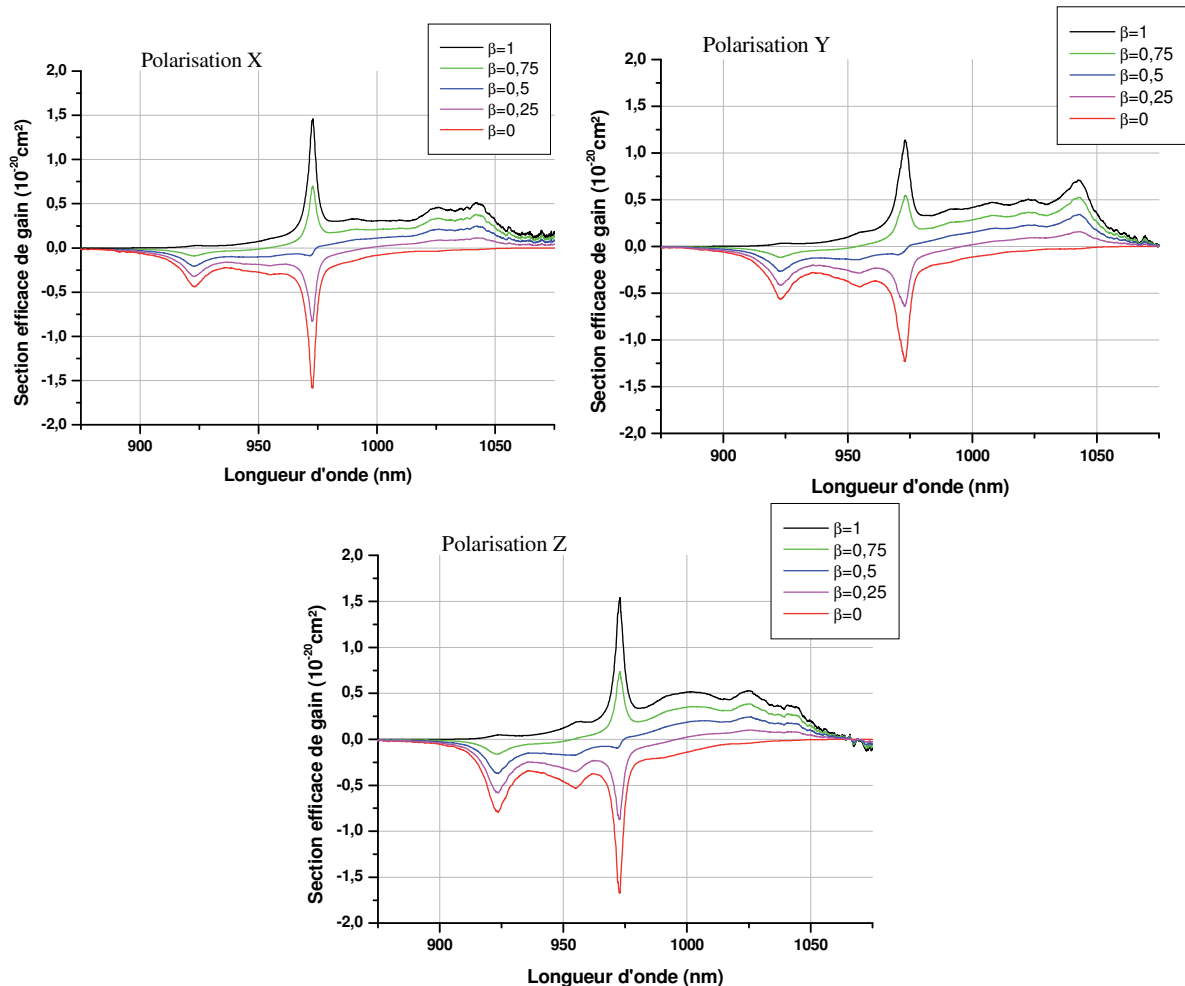 Polarisation X
β=1
β=0,75
β=0,5
β=0,25
β=0
2,0
1,5
1,0
0,5
0,0
-0,5
-1,0
-1,5
-2,0
Section efficace de gain (10⁻²⁰cm²)
900
950
1000
1050
Longueur d'onde (nm)
Polarisation Y
β=1
β=0,75
β=0,5
β=0,25
β=0
2,0
1,5
1,0
0,5
0,0
-0,5
-1,0
-1,5
-2,0
Section efficace de gain (10⁻²⁰cm²)
900
950
1000
1050
Longueur d'onde (nm)
Polarisation Z
β=1
β=0,75
β=0,5
β=0,25
β=0
2,0
1,5
1,0
0,5
0,0
-0,5
-1,0
-1,5
-2,0
Section efficace de gain (10⁻²⁰cm²)
900
950
1000
1050
Longueur d'onde (nm)